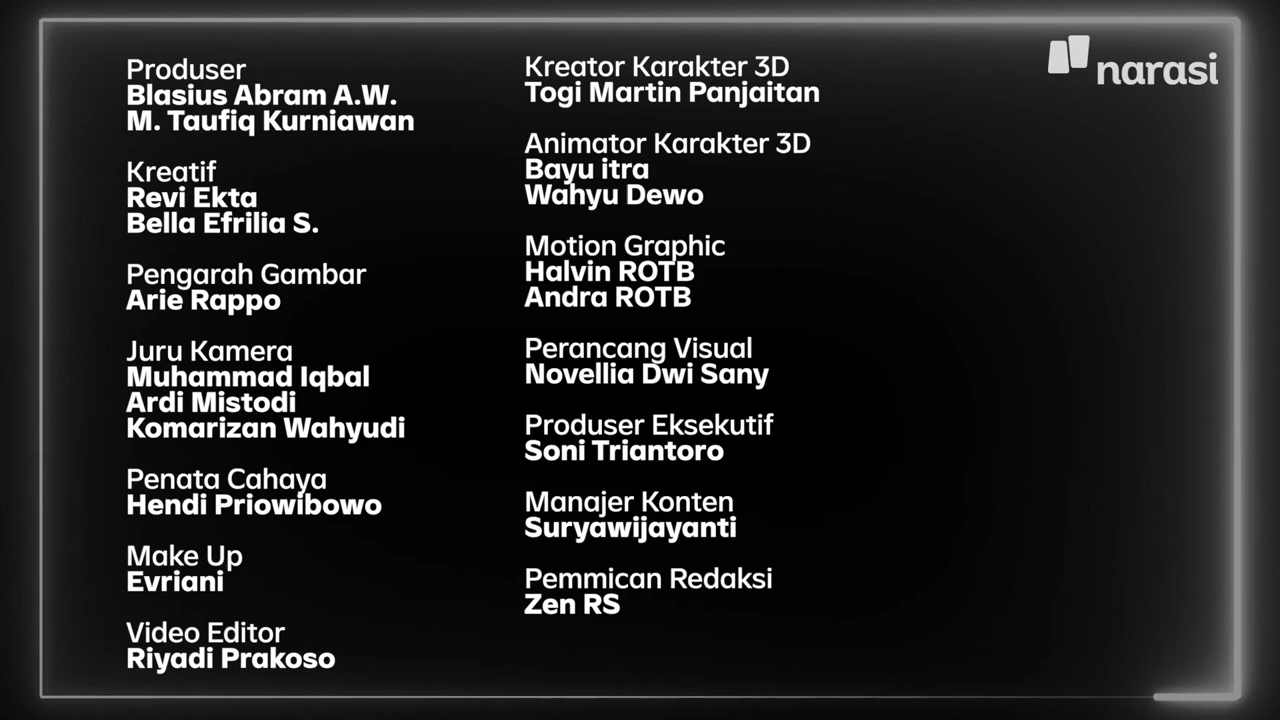 Produser
Blasius Abram A.W.
M. Taufiq Kurniawan
Kreatif
Revi Ekta
Bella Efrilia S.
Pengarah Gambar
Arie Rappo
Juru Kamera
Muhammad Iqbal
Ardi Mistodi
Komarizan Wahyudi
Penata Cahaya
Hendi Priowibowo
Make Up
Evriani
Video Editor
Riyadi Prakoso
Kreator Karakter 3D
Togi Martin Panjaitan
Animator Karakter 3D
Bayu itra
Wahyu Dewo
Motion Graphic
Halvin ROTB
Andra ROTB
Perancang Visual
Novellia Dwi Sany
Produser Eksekutif
Soni Triantoro
Manajer Konten
Suryawijayanti
Pemmican Redaksi
Zen RS
narasi